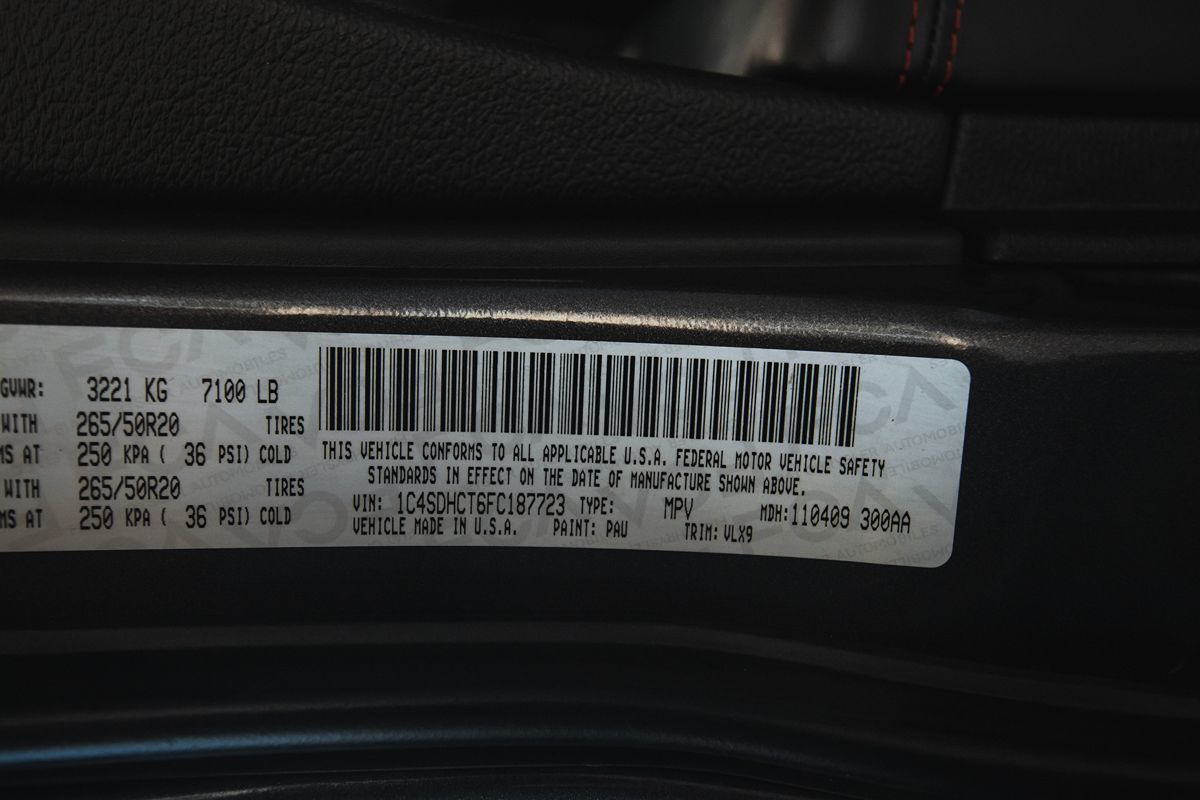 GVWR: 3221 KG 7100 LB
WITH 265/50R20 TIRES
MS AT 250 KPA ( 36 PSI) COLD
WITH 265/50R20 TIRES
MS AT 250 KPA ( 36 PSI) COLD
THIS VEHICLE CONFORMS TO ALL APPLICABLE U.S.A. FEDERAL MOTOR VEHICLE SAFETY
STANDARDS IN EFFECT ON THE DATE OF MANUFACTURE SHOWN ABOVE.
VIN: 1C4SDHCT6FC187723 TYPE: MPV MDH:110409 300AA
VEHICLE MADE IN U.S.A. PAINT: PAU TRIM: VLX9